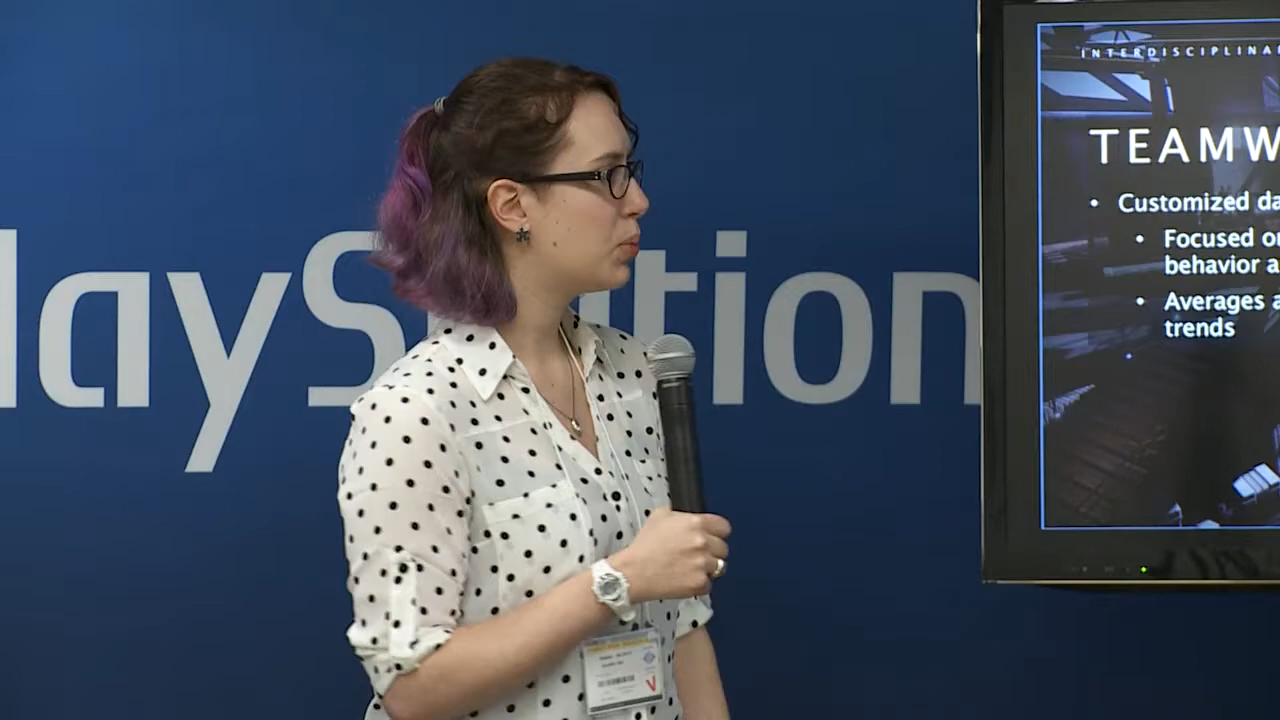 layStation
INTERDISCIPLINA
TEAMW
• Customized da
• Focused o
behavior a
• Averages a
trends